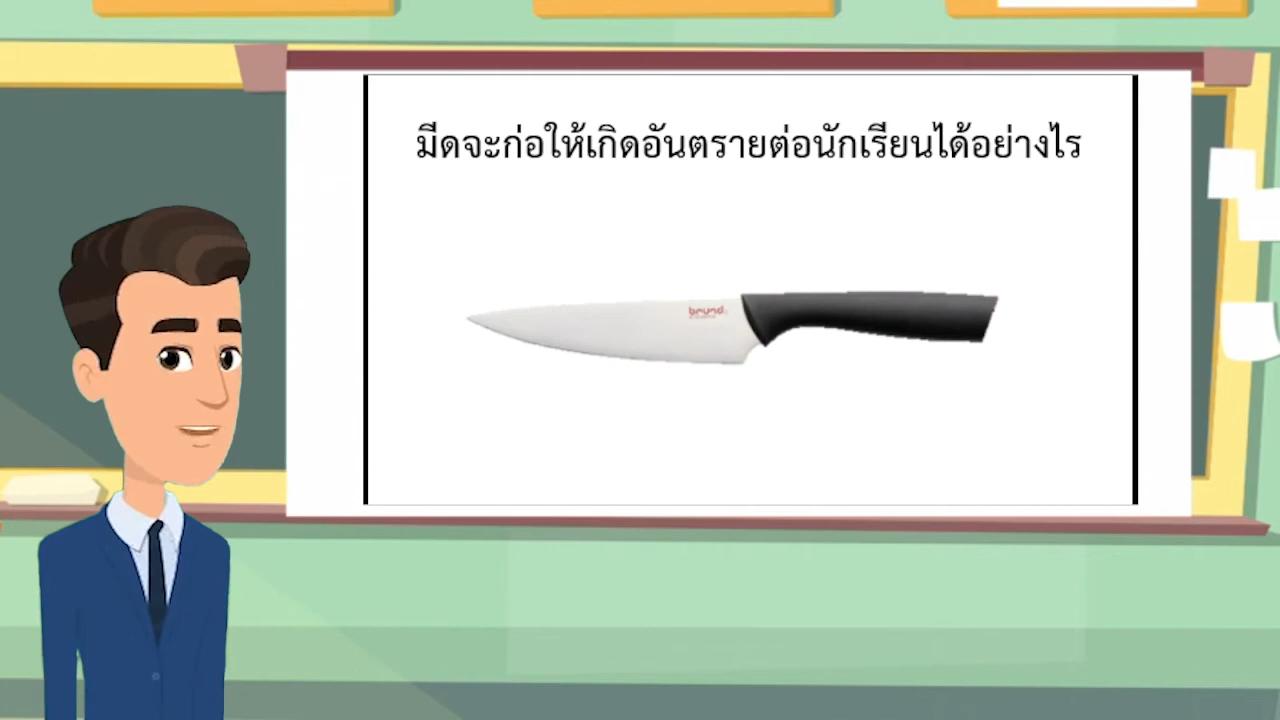 มีดจะก่อให้เกิดอันตรายต่อนักเรียนได้อย่างไร
brund